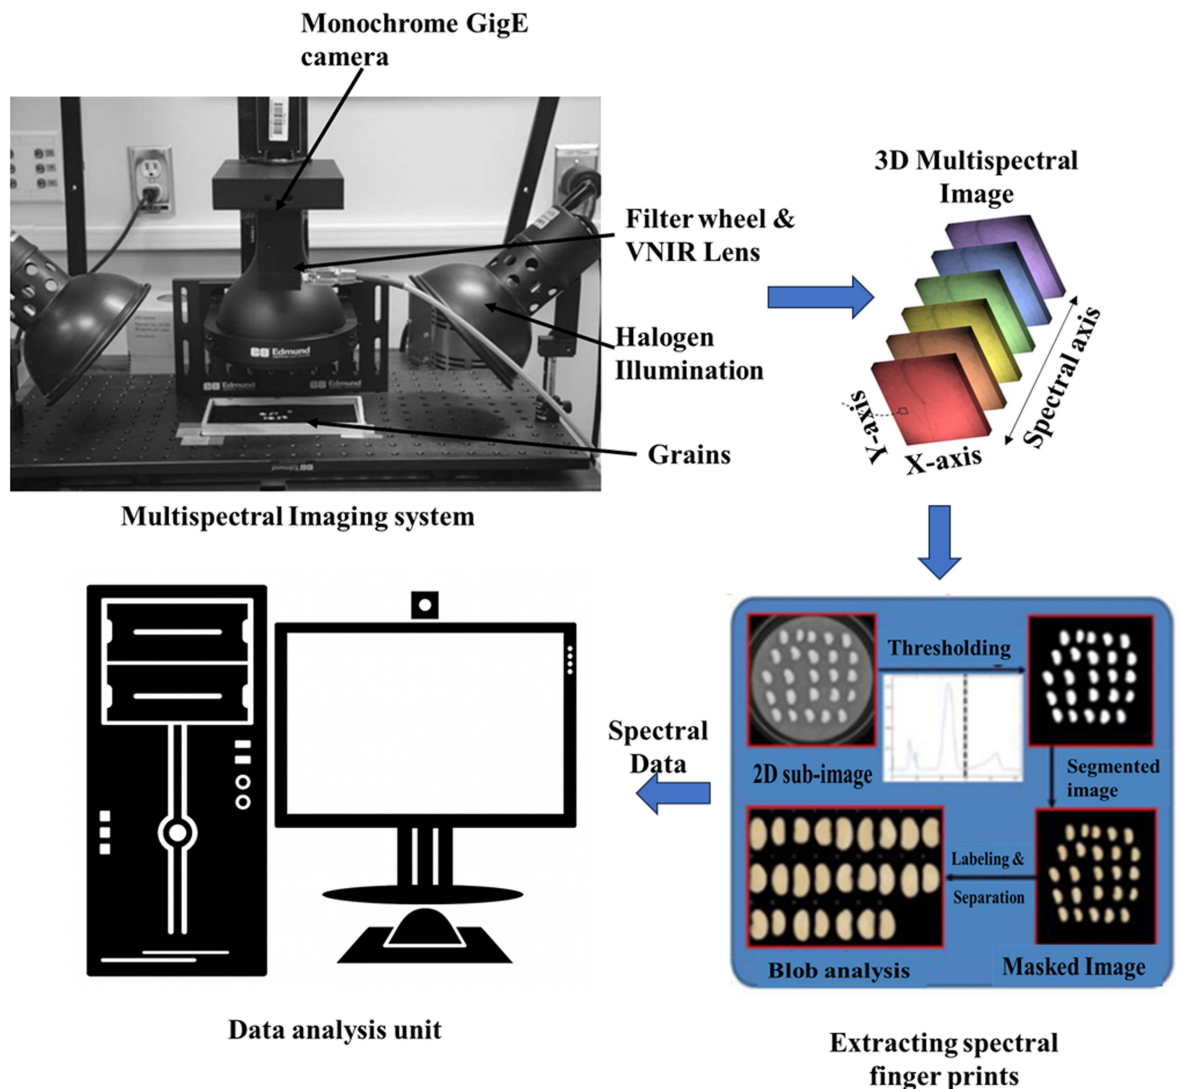 Monochrome GigE
camera
3D Multispectral
Image
Filter wheel &
VNIR Lens
Halogen
Illumination
Edmund
Edmund
Edmund
Grains
Y-axis
X-axis
Spectral axis
Multispectral Imaging system
Thresholding
2D sub-image
Segmented
image
Labeling &
Separation
Blob analysis
Masked Image
Spectral
Data
Data analysis unit
Extracting spectral
finger prints